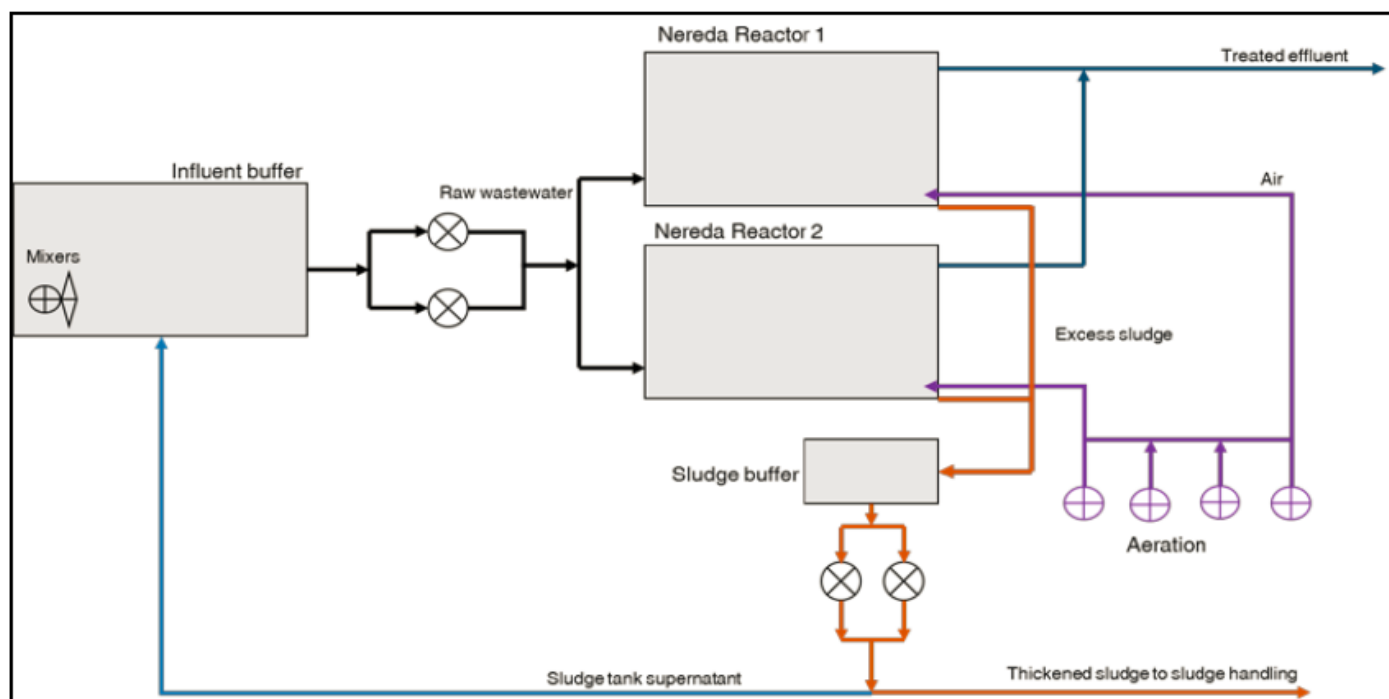 Nereda Reactor 1
Treated effluent
Influent buffer
Raw wastewater
Air
Nereda Reactor 2
Mixers
Excess sludge
Sludge buffer
Aeration
Sludge tank supernatant
Thickened sludge to sludge handling